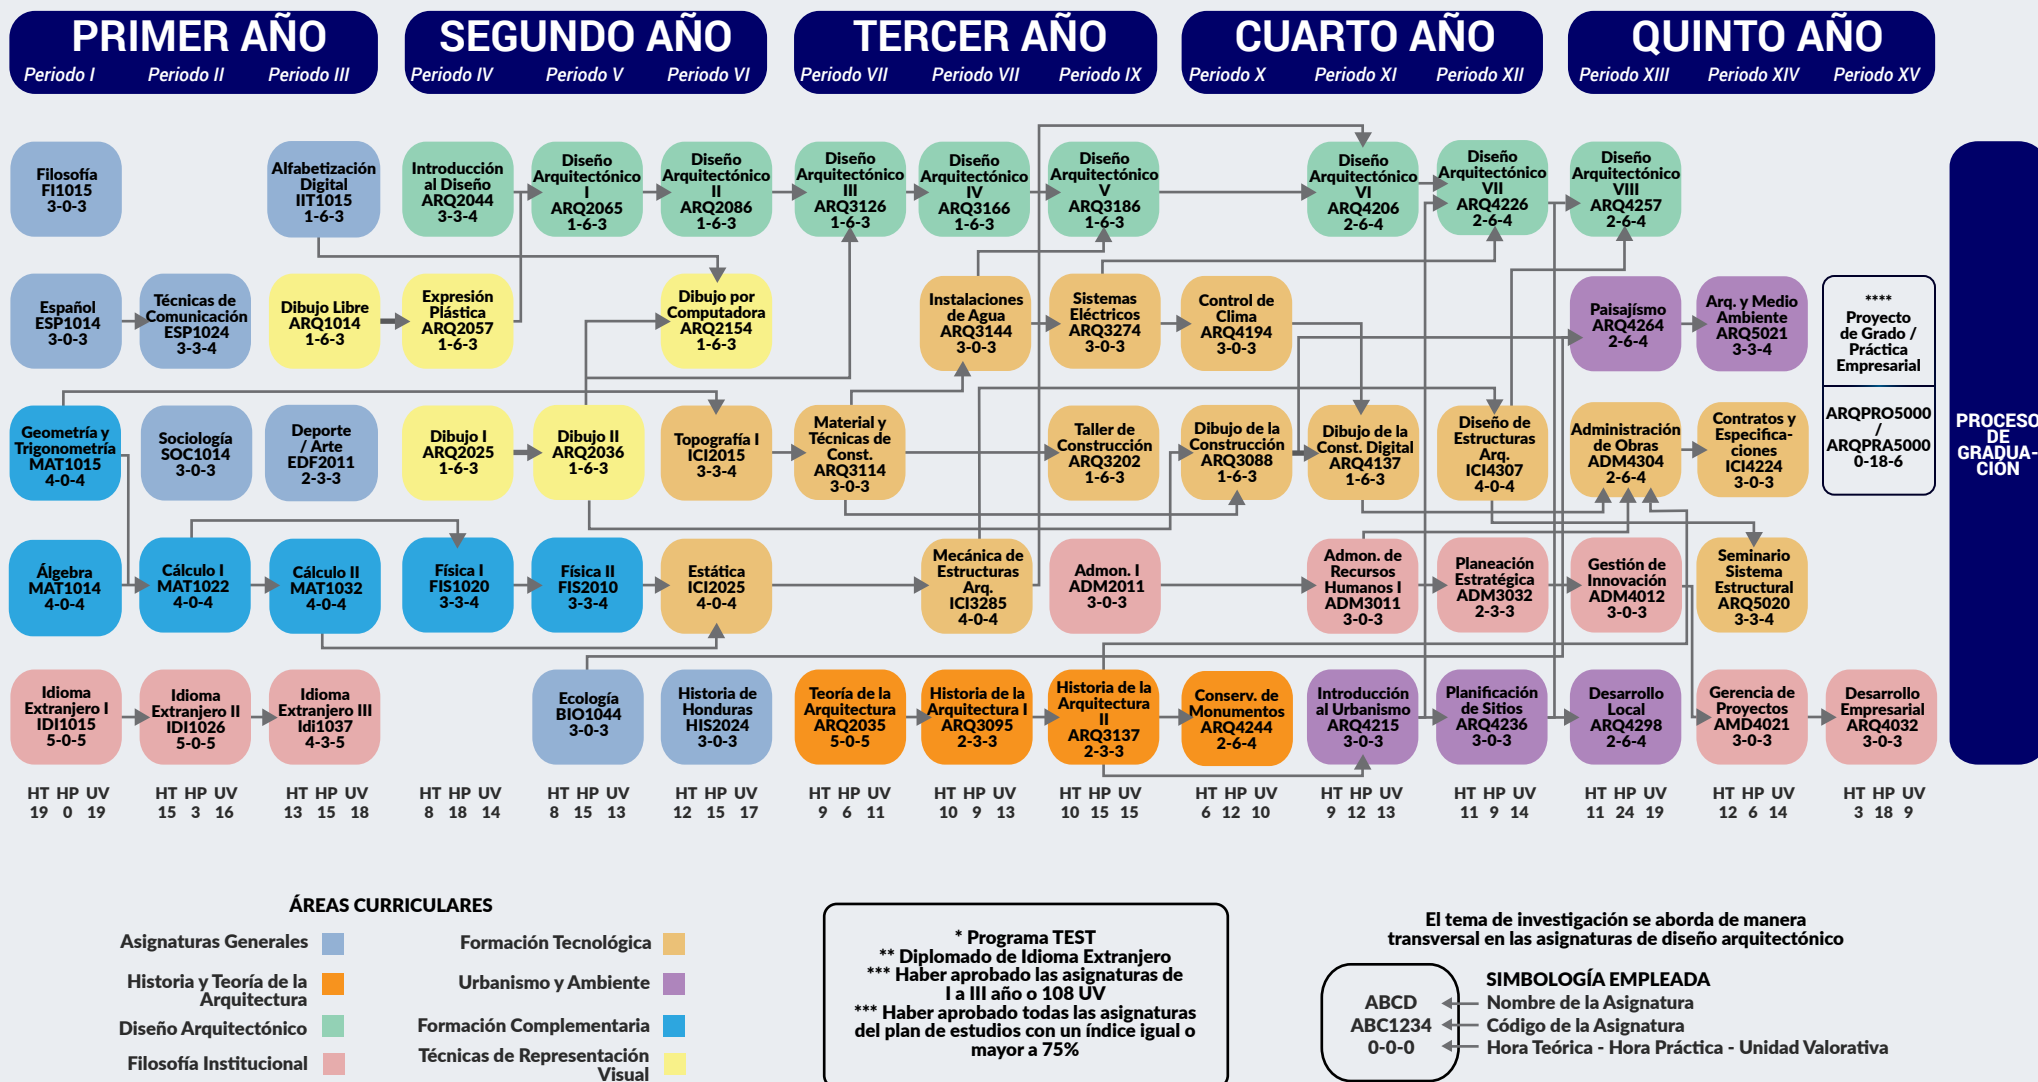 PRIMER AÑO
Periodo I
Periodo II
Periodo III
SEGUNDO AÑO
Periodo IV
Periodo V
Periodo VI
TERCER AÑO
Periodo VII
Periodo VII
Periodo IX
CUARTO AÑO
Periodo X
Periodo XI
Periodo XII
QUINTO AÑO
Periodo XIII
Periodo XIV
Periodo XV
Filosofía
FI1015
3-0-3
Alfabetización
Digital
IIT1015
1-6-3
Introducción
al Diseño
ARQ2044
3-3-4
Diseño
Arquitectónico
I
ARQ2065
1-6-3
Diseño
Arquitectónico
II
ARQ2086
1-6-3
Diseño
Arquitectónico
III
ARQ3126
1-6-3
Diseño
Arquitectónico
IV
ARQ3166
1-6-3
Diseño
Arquitectónico
V
ARQ3186
1-6-3
Diseño
Arquitectónico
VI
ARQ4206
2-6-4
Diseño
Arquitectónico
VII
ARQ4226
2-6-4
Diseño
Arquitectónico
VIII
ARQ4257
2-6-4
Español
ESP1014
3-0-3
Técnicas de
Comunicación
ESP1024
3-3-4
Dibujo Libre
ARQ1014
1-6-3
Expresión
Plástica
ARQ2057
1-6-3
Dibujo por
Computadora
ARQ2154
1-6-3
Instalaciones
de Agua
ARQ3144
3-0-3
Sistemas
Eléctricos
ARQ3274
3-0-3
Control de
Clima
ARQ4194
3-0-3
Paisajísmo
ARQ4264
2-6-4
Arq. y Medio
Ambiente
ARQ5021
3-3-4
****
Proyecto
de Grado /
Práctica
Empresarial
ARQPRO5000
/
ARQPRA5000
0-18-6
Geometría y
Trigonometría
MAT1015
4-0-4
Sociología
SOC1014
3-0-3
Deporte
/ Arte
EDF2011
2-3-3
Dibujo I
ARQ2025
1-6-3
Dibujo II
ARQ2036
1-6-3
Topografía I
ICI2015
3-3-4
Material y
Técnicas de
Const.
ARQ3114
3-0-3
Taller de
Construcción
ARQ3202
1-6-3
Dibujo de la
Construcción
ARQ3088
1-6-3
Dibujo de la
Const. Digital
ARQ4137
1-6-3
Diseño de
Estructuras
Arq.
ICI4307
4-0-4
Administración
de Obras
ADM4304
2-6-4
Contratos y
Especifica-
ciones
ICI4224
3-0-3
PROCESO
DE
GRADUA-
CIÓN
Álgebra
MAT1014
4-0-4
Cálculo I
MAT1022
4-0-4
Cálculo II
MAT1032
4-0-4
Física I
FIS1020
3-3-4
Física II
FIS2010
3-3-4
Estática
ICI2025
4-0-4
Mecánica de
Estructuras
Arq.
ICI3285
4-0-4
Admon. I
ADM2011
3-0-3
Admon. de
Recursos
Humanos I
ADM3011
3-0-3
Planeación
Estratégica
ADM3032
2-3-3
Gestión de
Innovación
ADM4012
3-0-3
Seminario
Sistema
Estructural
ARQ5020
3-3-4
Idioma
Extranjero I
IDI1015
5-0-5
Idioma
Extranjero II
IDI1026
5-0-5
Idioma
Extranjero III
Idi1037
4-3-5
Ecología
BIO1044
3-0-3
Historia de
Honduras
HIS2024
3-0-3
Teoría de la
Arquitectura
ARQ2035
5-0-5
Historia de la
Arquitectura I
ARQ3095
2-3-3
Historia de la
Arquitectura
II
ARQ3137
2-3-3
Conserv. de
Monumentos
ARQ4244
2-6-4
Introducción
al Urbanismo
ARQ4215
3-0-3
Planificación
de Sitios
ARQ4236
3-0-3
Desarrollo
Local
ARQ4298
2-6-4
Gerencia de
Proyectos
AMD4021
3-0-3
Desarrollo
Empresarial
ARQ4032
3-0-3
HT HP UV
19 0 19
HT HP UV
15 3 16
HT HP UV
13 15 18
HT HP UV
8 18 14
HT HP UV
8 15 13
HT HP UV
12 15 17
HT HP UV
9 6 11
HT HP UV
10 9 13
HT HP UV
10 15 15
HT HP UV
6 12 10
HT HP UV
9 12 13
HT HP UV
11 9 14
HT HP UV
11 24 19
HT HP UV
12 6 14
HT HP UV
3 18 9
ÁREAS CURRICULARES
Asignaturas Generales
Historia y Teoría de la
Arquitectura
Diseño Arquitectónico
Filosofía Institucional
Formación Tecnológica
Urbanismo y Ambiente
Formación Complementaria
Técnicas de Representación
Visual
* Programa TEST
** Diplomado de Idioma Extranjero
*** Haber aprobado las asignaturas de
I a III año o 108 UV
*** Haber aprobado todas las asignaturas
del plan de estudios con un índice igual o
mayor a 75%
El tema de investigación se aborda de manera
transversal en las asignaturas de diseño arquitectónico
SIMBOLOGÍA EMPLEADA
ABCD Nombre de la Asignatura
ABC1234 Código de la Asignatura
0-0-0 Hora Teórica - Hora Práctica - Unidad Valorativa